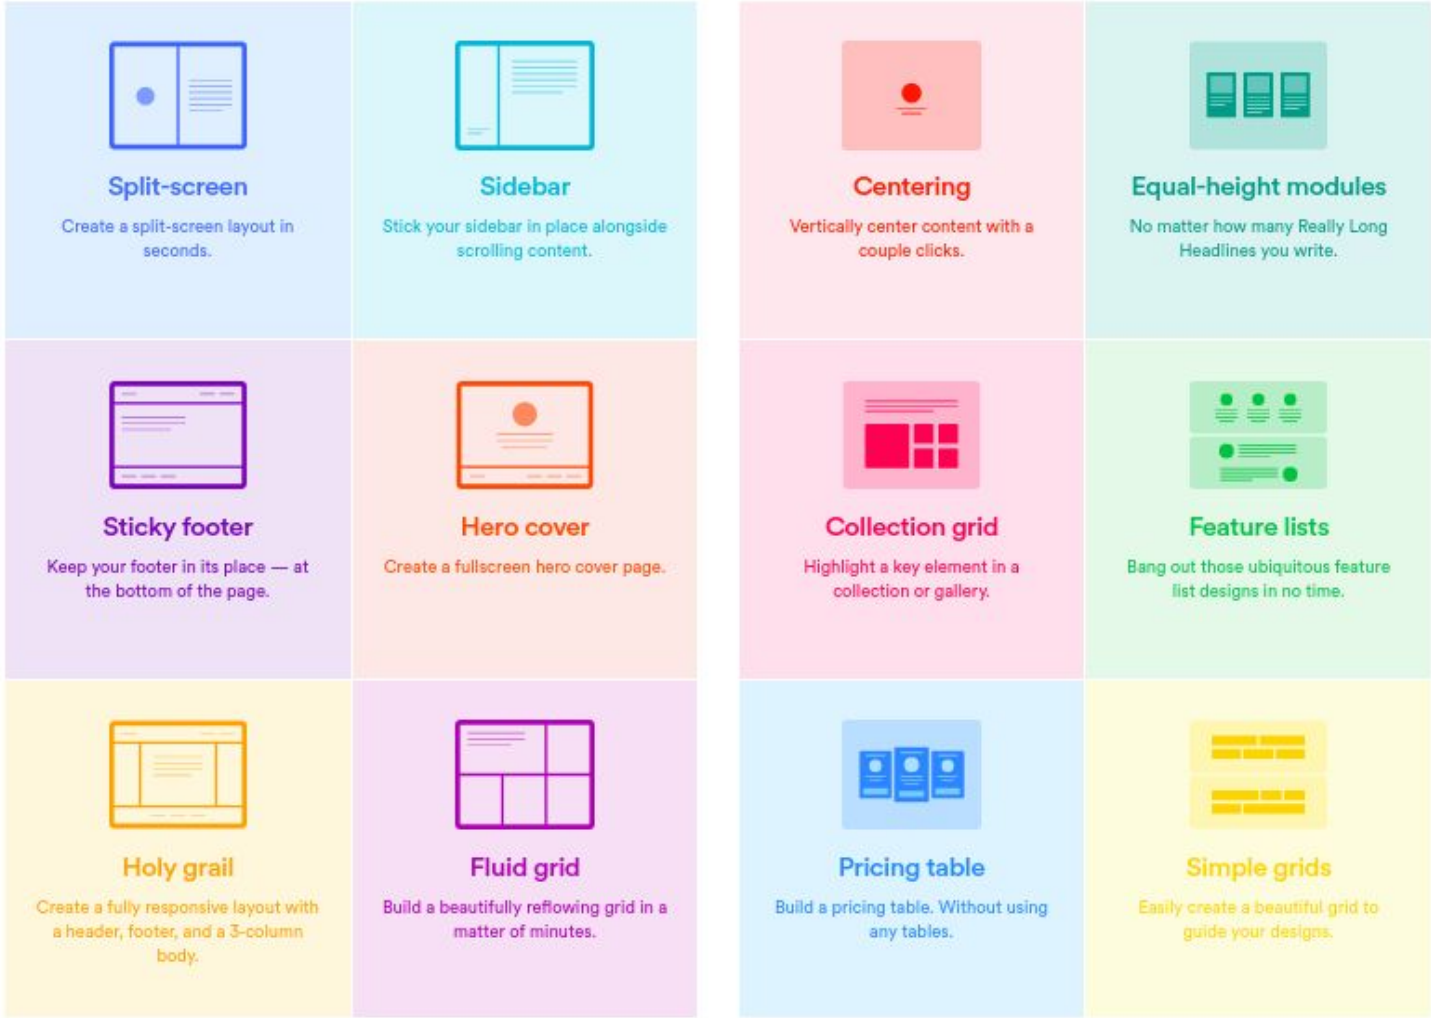 Split-screen
Create a split-screen layout in
seconds.
Sidebar
Stick your sidebar in place alongside
scrolling content.
Centering
Vertically center content with a
couple clicks.
Equal-height modules
No matter how many Really Long
Headlines you write.
Sticky footer
Keep your footer in its place — at
the bottom of the page.
Hero cover
Create a fullscreen hero cover page.
Collection grid
Highlight a key element in a
collection or gallery.
Feature lists
Bang out those ubiquitous feature
list designs in no time.
Holy grail
Create a fully responsive layout with
a header, footer, and a 3-column
body.
Fluid grid
Build a beautifully reflowing grid in a
matter of minutes.
Pricing table
Build a pricing table. Without using
any tables.
Simple grids
Easily create a beautiful grid to
guide your designs.